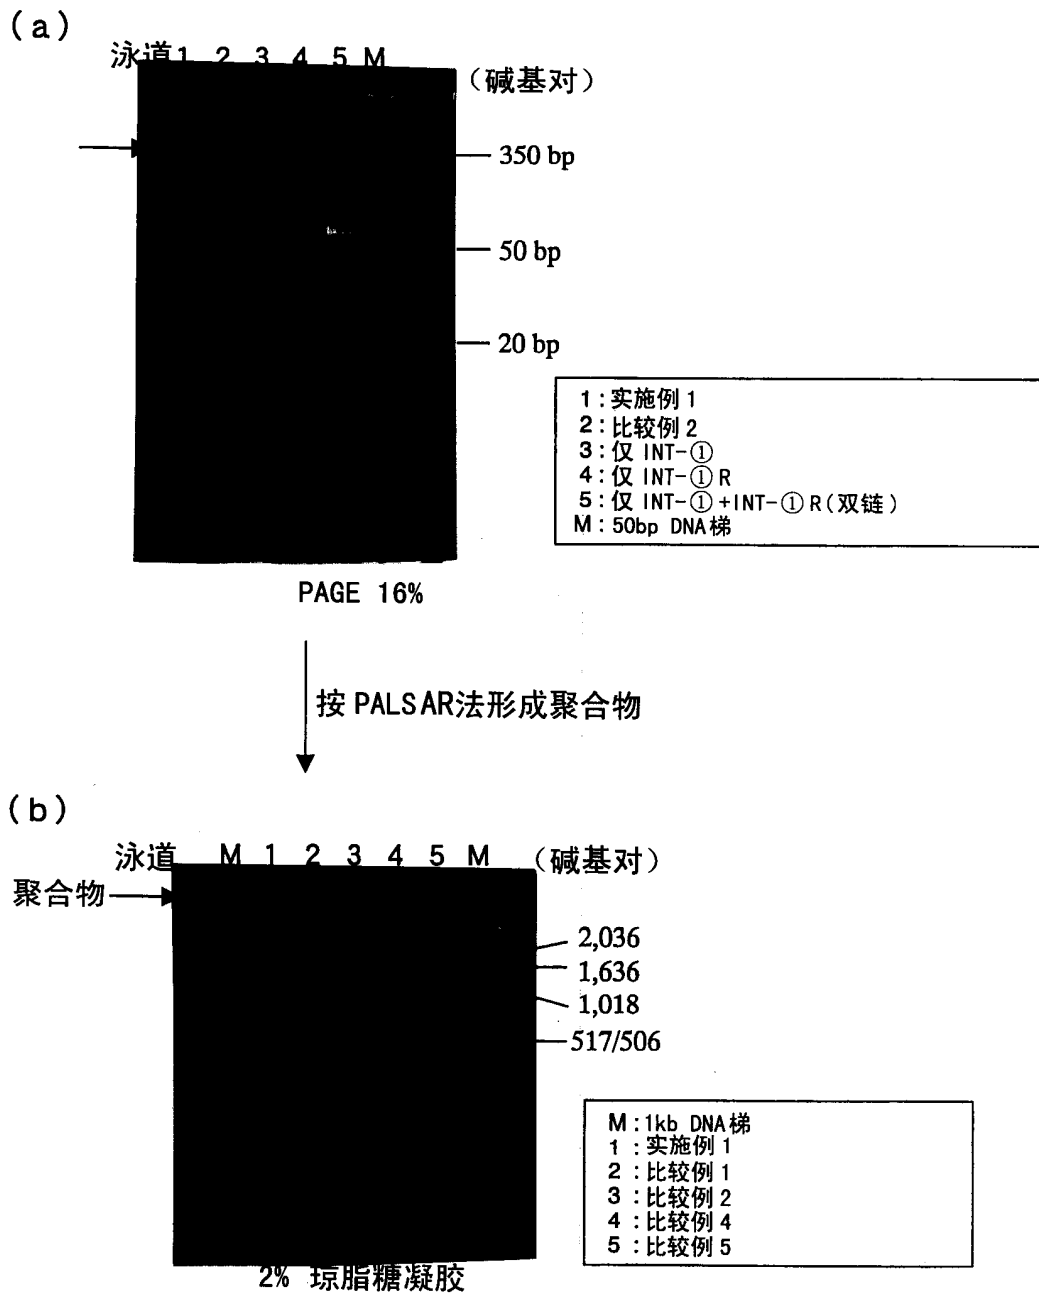 (a)
泳道 1 2 3 4 5 M
(碱基对)
350 bp
50 bp
20 bp
1:实施例 1
2:比较例 2
3:仅 INT-①
4:仅 INT-① R
5:仅 INT-① +INT-① R(双链)
M:50bp DNA梯
PAGE 16%
按 PALSAR法形成聚合物
(b)
泳道 M 1 2 3 4 5 M
(碱基对)
聚合物
2,036
1,636
1,018
517/506
M:1kb DNA梯
1:实施例 1
2:比较例 1
3:比较例 2
4:比较例 4
5:比较例 5
2% 琼脂糖凝胶